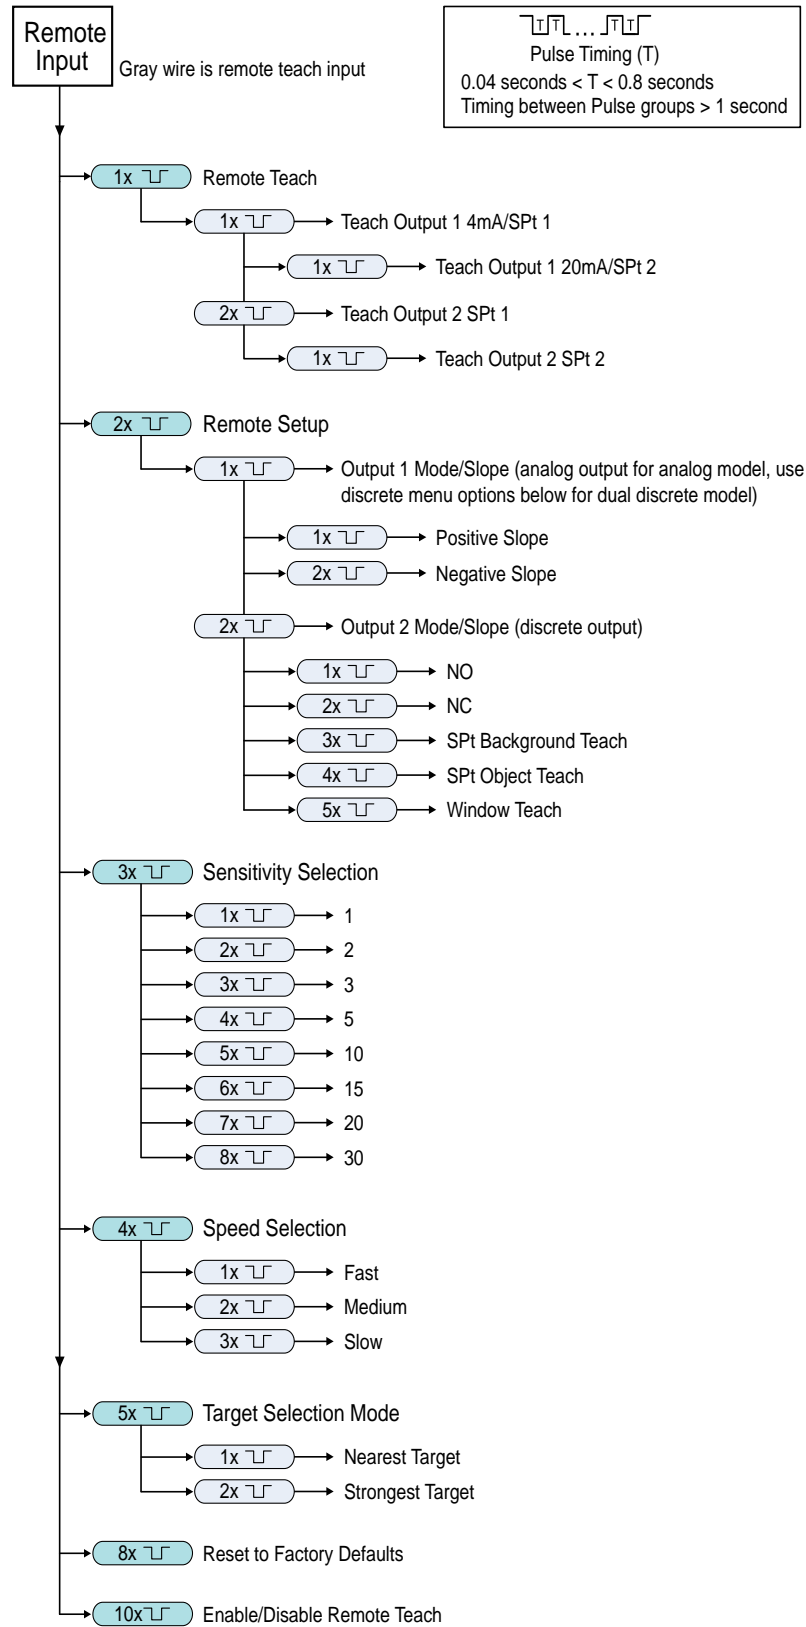 Remote
Input
Gray wire is remote teach input
T T ... T T
Pulse Timing (T)
0.04 seconds < T < 0.8 seconds
Timing between Pulse groups > 1 second
1x Remote Teach
1x Teach Output 1 4mA/SPt 1
1x Teach Output 1 20mA/SPt 2
2x Teach Output 2 SPt 1
1x Teach Output 2 SPt 2
2x Remote Setup
1x Output 1 Mode/Slope (analog output for analog model, use
discrete menu options below for dual discrete model)
1x Positive Slope
2x Negative Slope
2x Output 2 Mode/Slope (discrete output)
1x NO
2x NC
3x SPt Background Teach
4x SPt Object Teach
5x Window Teach
3x Sensitivity Selection
1x 1
2x 2
3x 3
4x 5
5x 10
6x 15
7x 20
8x 30
4x Speed Selection
1x Fast
2x Medium
3x Slow
5x Target Selection Mode
1x Nearest Target
2x Strongest Target
8x Reset to Factory Defaults
10x Enable/Disable Remote Teach